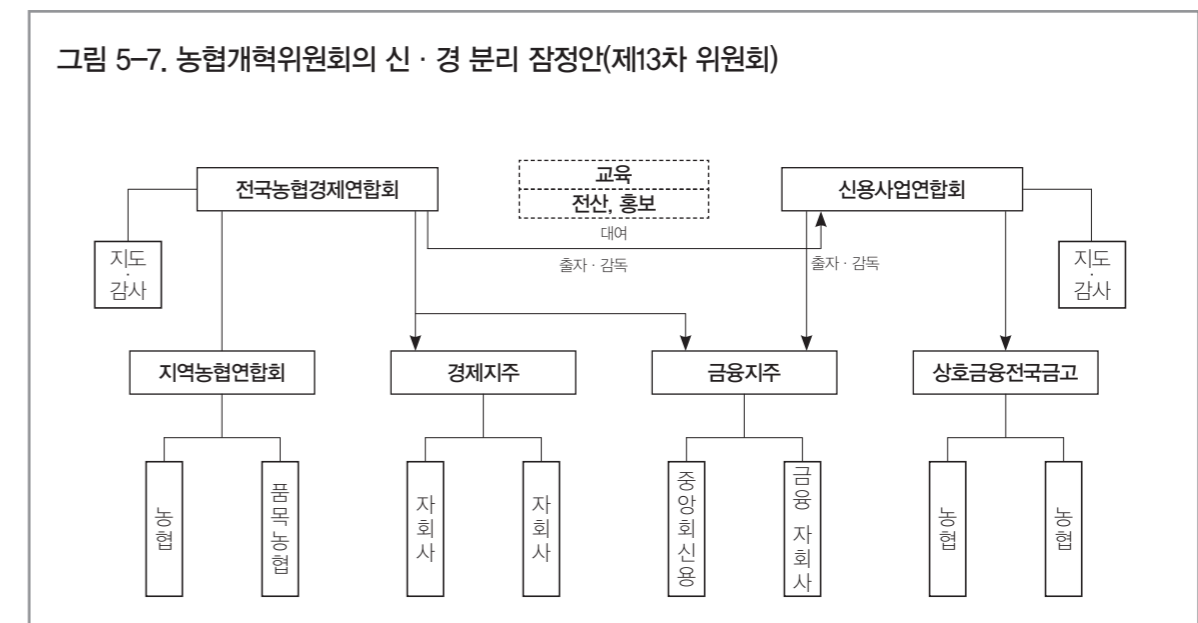 그림 5-7. 농협개혁위원회의 신 · 경 분리 잠정안(제13차 위원회)
전국농협경제연합회
교육
전산, 홍보
신용사업연합회
대여
출자 · 감독
출자 · 감독
지도
·
감사
지도
·
감사
지역농협연합회
경제지주
금융지주
상호금융전국금고
농협
품목농협
자회사
자회사
중앙회신용
금융 자회사
농협
농협